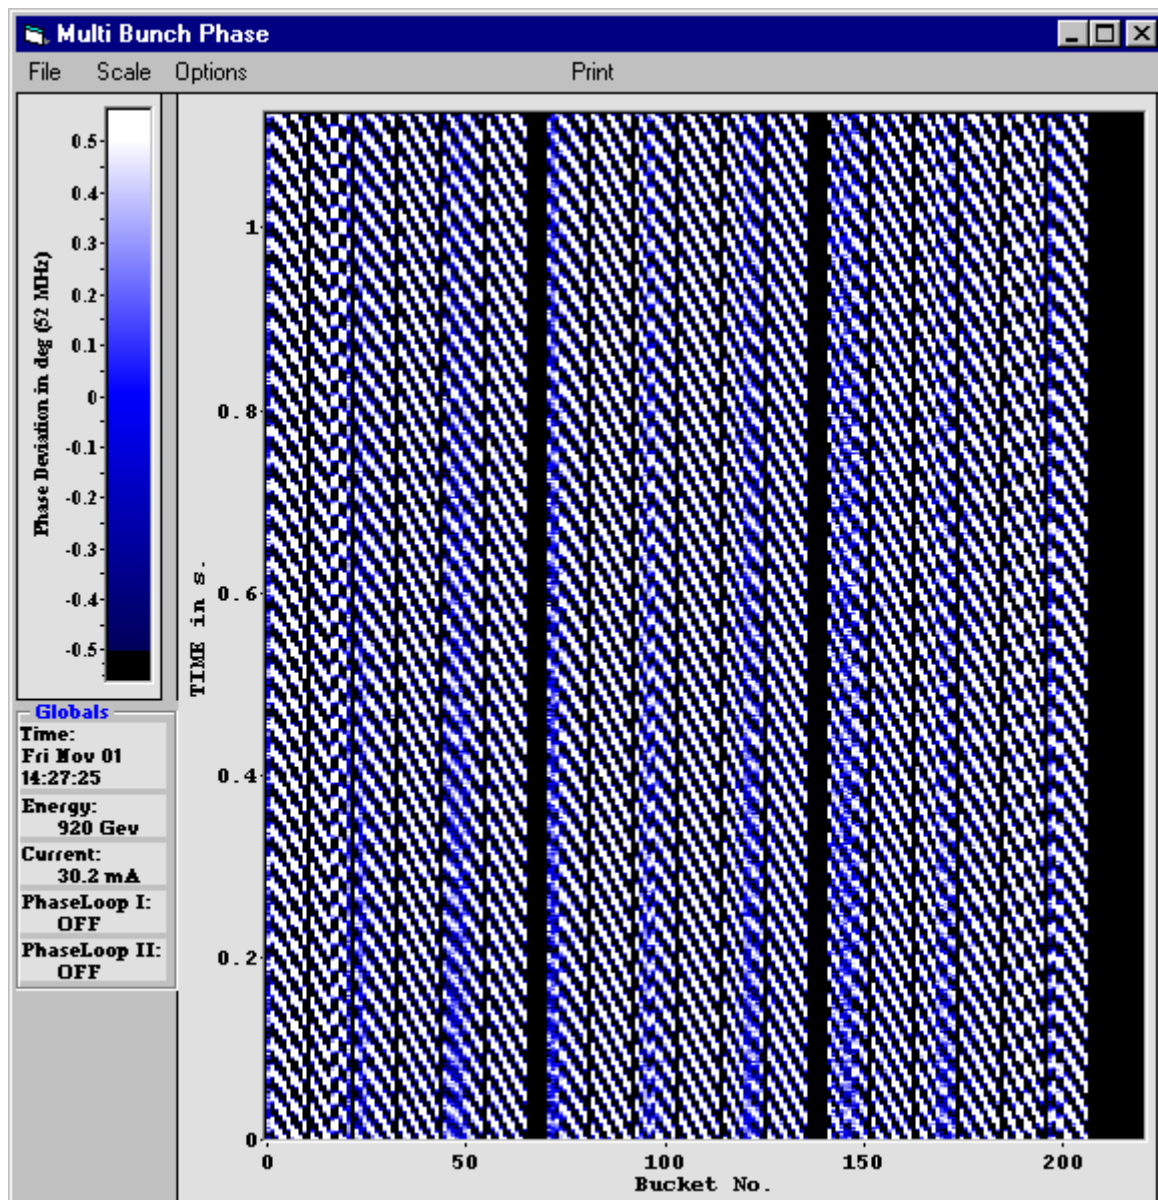 Multi Bunch Phase
File Scale Options Print
Phase Deviation in deg (52 MHz)
0.5
0.4
0.3
0.2
0.1
0
-0.1
-0.2
-0.3
-0.4
-0.5
Globals
Time:
Fri Nov 01
14:27:25
Energy:
920 Gev
Current:
30.2 mA
PhaseLoop I:
OFF
PhaseLoop II:
OFF
TIME in s.
1
0.8
0.6
0.4
0.2
0
0 50 100 150 200
Bucket No.